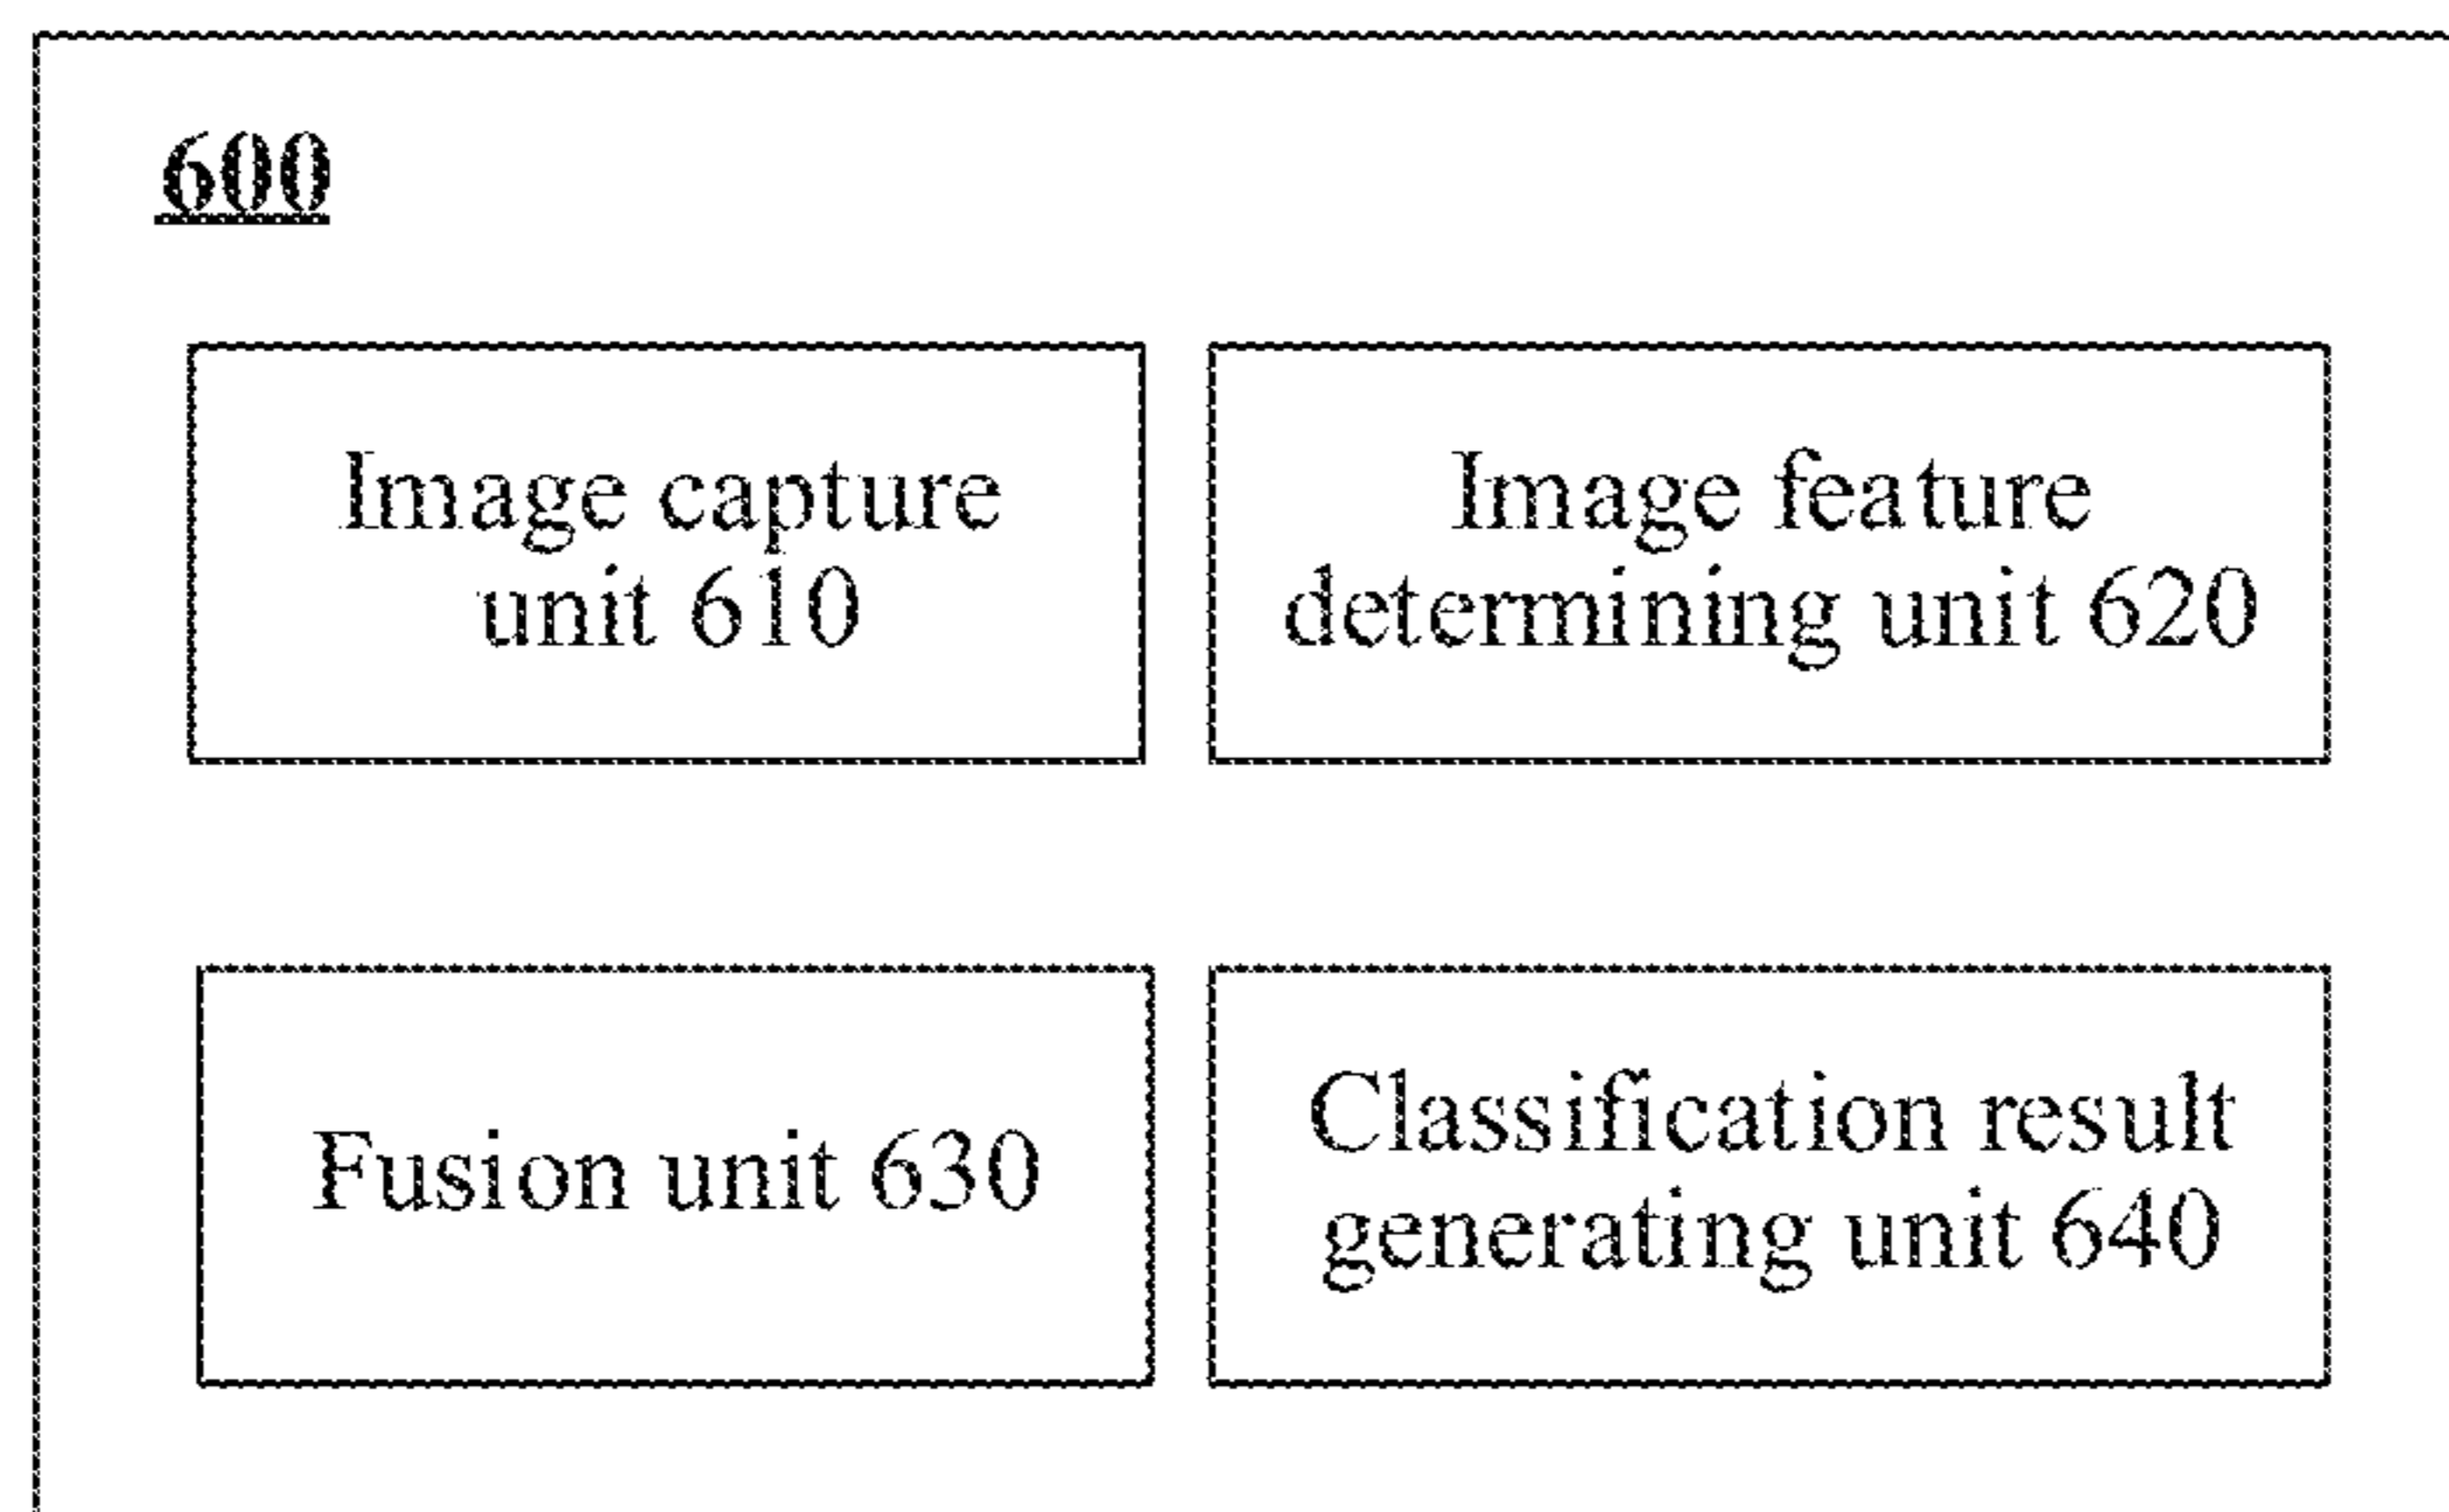 600
Image capture
unit 610
Image feature
determining unit 620
Fusion unit 630
Classification result
generating unit 640